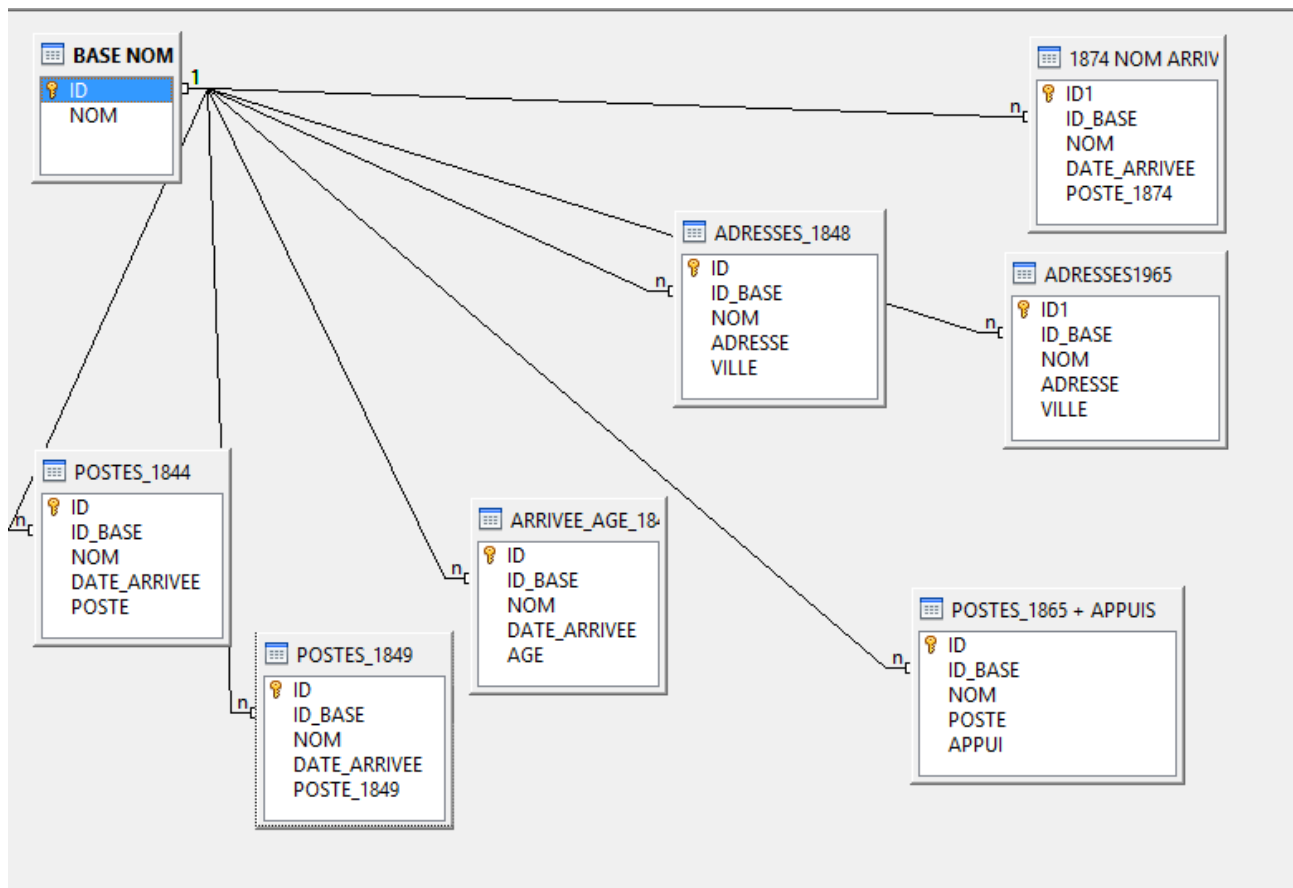 BASE NOM
ID
NOM
1
1874 NOM ARRIV
ID1
ID_BASE
NOM
DATE_ARRIVEE
POSTE_1874
n
ADRESSES_1848
ID
ID_BASE
NOM
ADRESSE
VILLE
n
ADRESSES1965
ID1
ID_BASE
NOM
ADRESSE
VILLE
n
POSTES_1844
ID
ID_BASE
NOM
DATE_ARRIVEE
POSTE
n
ARRIVEE_AGE_184
ID
ID_BASE
NOM
DATE_ARRIVEE
AGE
n
POSTES_1865 + APPUIS
ID
ID_BASE
NOM
POSTE
APPUI
n
POSTES_1849
ID
ID_BASE
NOM
DATE_ARRIVEE
POSTE_1849
n